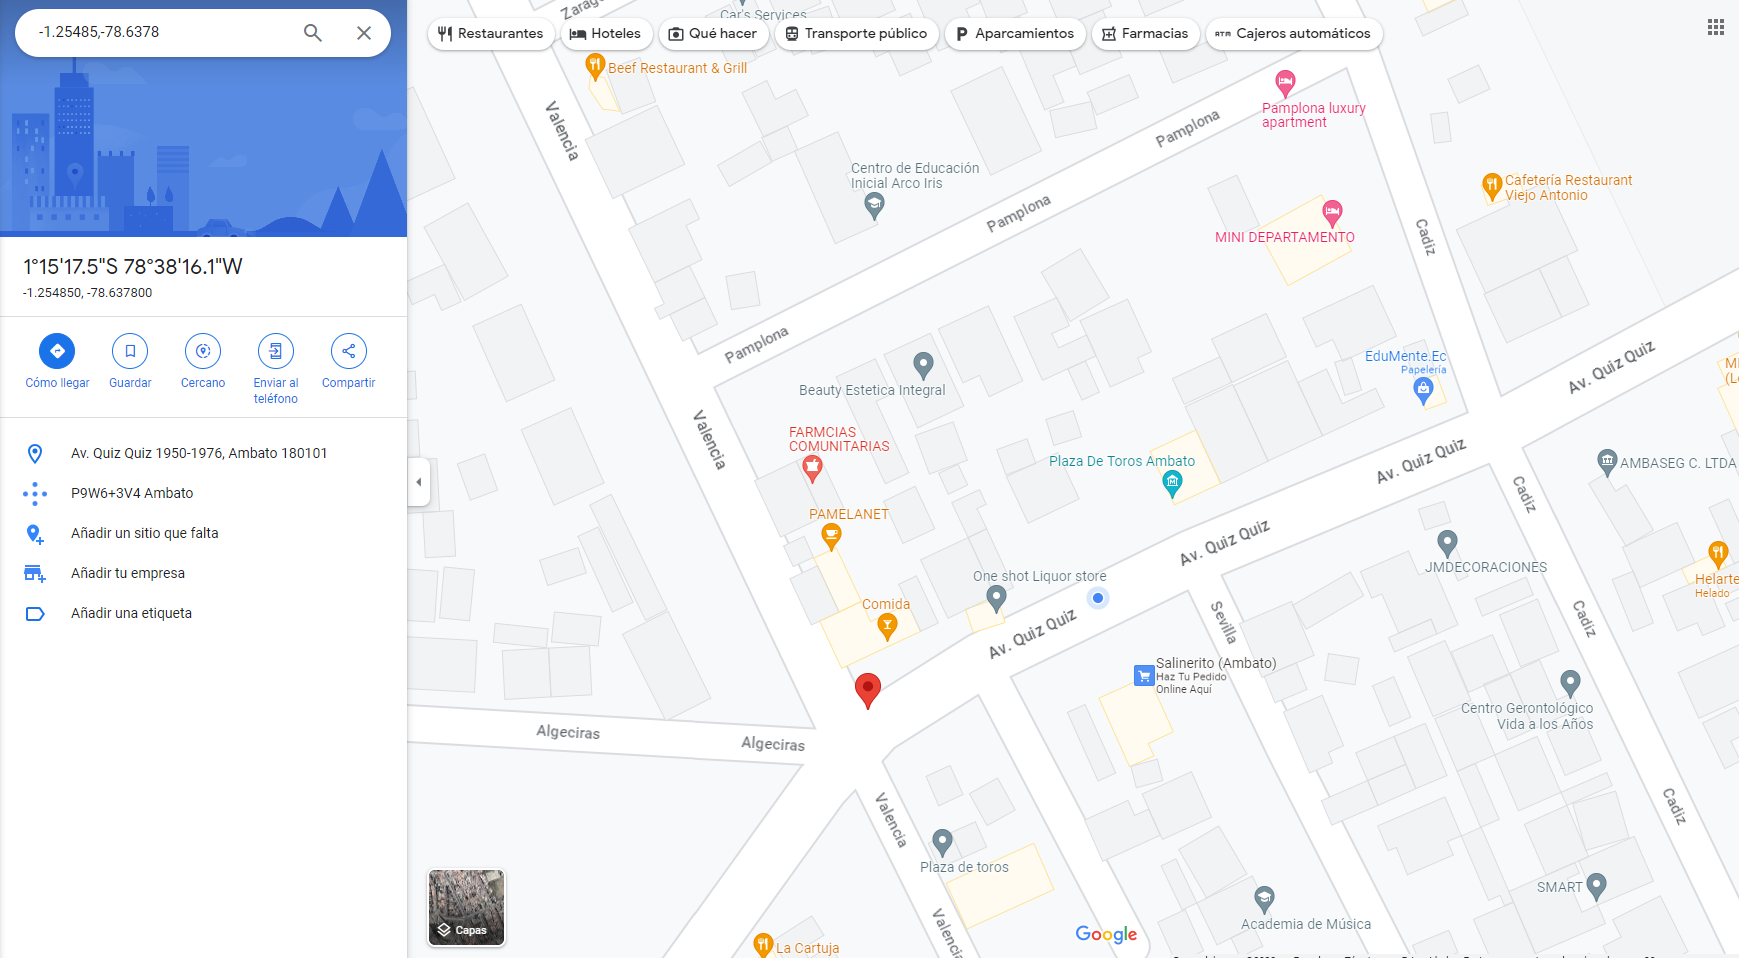 -1.25485,-78.6378
1°15'17.5"S 78°38'16.1"W
-1.254850, -78.637800
Cómo llegar
Guardar
Cercano
Enviar al
teléfono
Compartir
Av. Quiz Quiz 1950-1976, Ambato 180101
P9W6+3V4 Ambato
Añadir un sitio que falta
Añadir tu empresa
Añadir una etiqueta
Restaurantes
Hoteles
Qué hacer
Transporte público
Aparcamientos
Farmacias
ATM Cajeros automáticos
Car's Services
Beef Restaurant & Grill
Valencia
Pamplona
Pamplona luxury
apartment
Centro de Educación
Inicial Arco Iris
Pamplona
Cafetería Restaurant
Viejo Antonio
MINI DEPARTAMENTO
Cadiz
Pamplona
Beauty Estetica Integral
EduMente.Ec
Papelería
Av. Quiz Quiz
Valencia
FARMCIAS
COMUNITARIAS
Plaza De Toros Ambato
Av. Quiz Quiz
AMBASEG C. LTDA
Cadiz
PAMELANET
Av. Quiz Quiz
JMDECORACIONES
One shot Liquor store
Helarte
Helado
Comida
Av. Quiz Quiz
Sevilla
Cadiz
Salinerito (Ambato)
Haz Tu Pedido
Online Aquí
Centro Gerontológico
Vida a los Años
Algeciras
Algeciras
Valencia
Cadiz
Plaza de toros
SMART
Academia de Música
Valencia
La Cartuja
Capas
Google